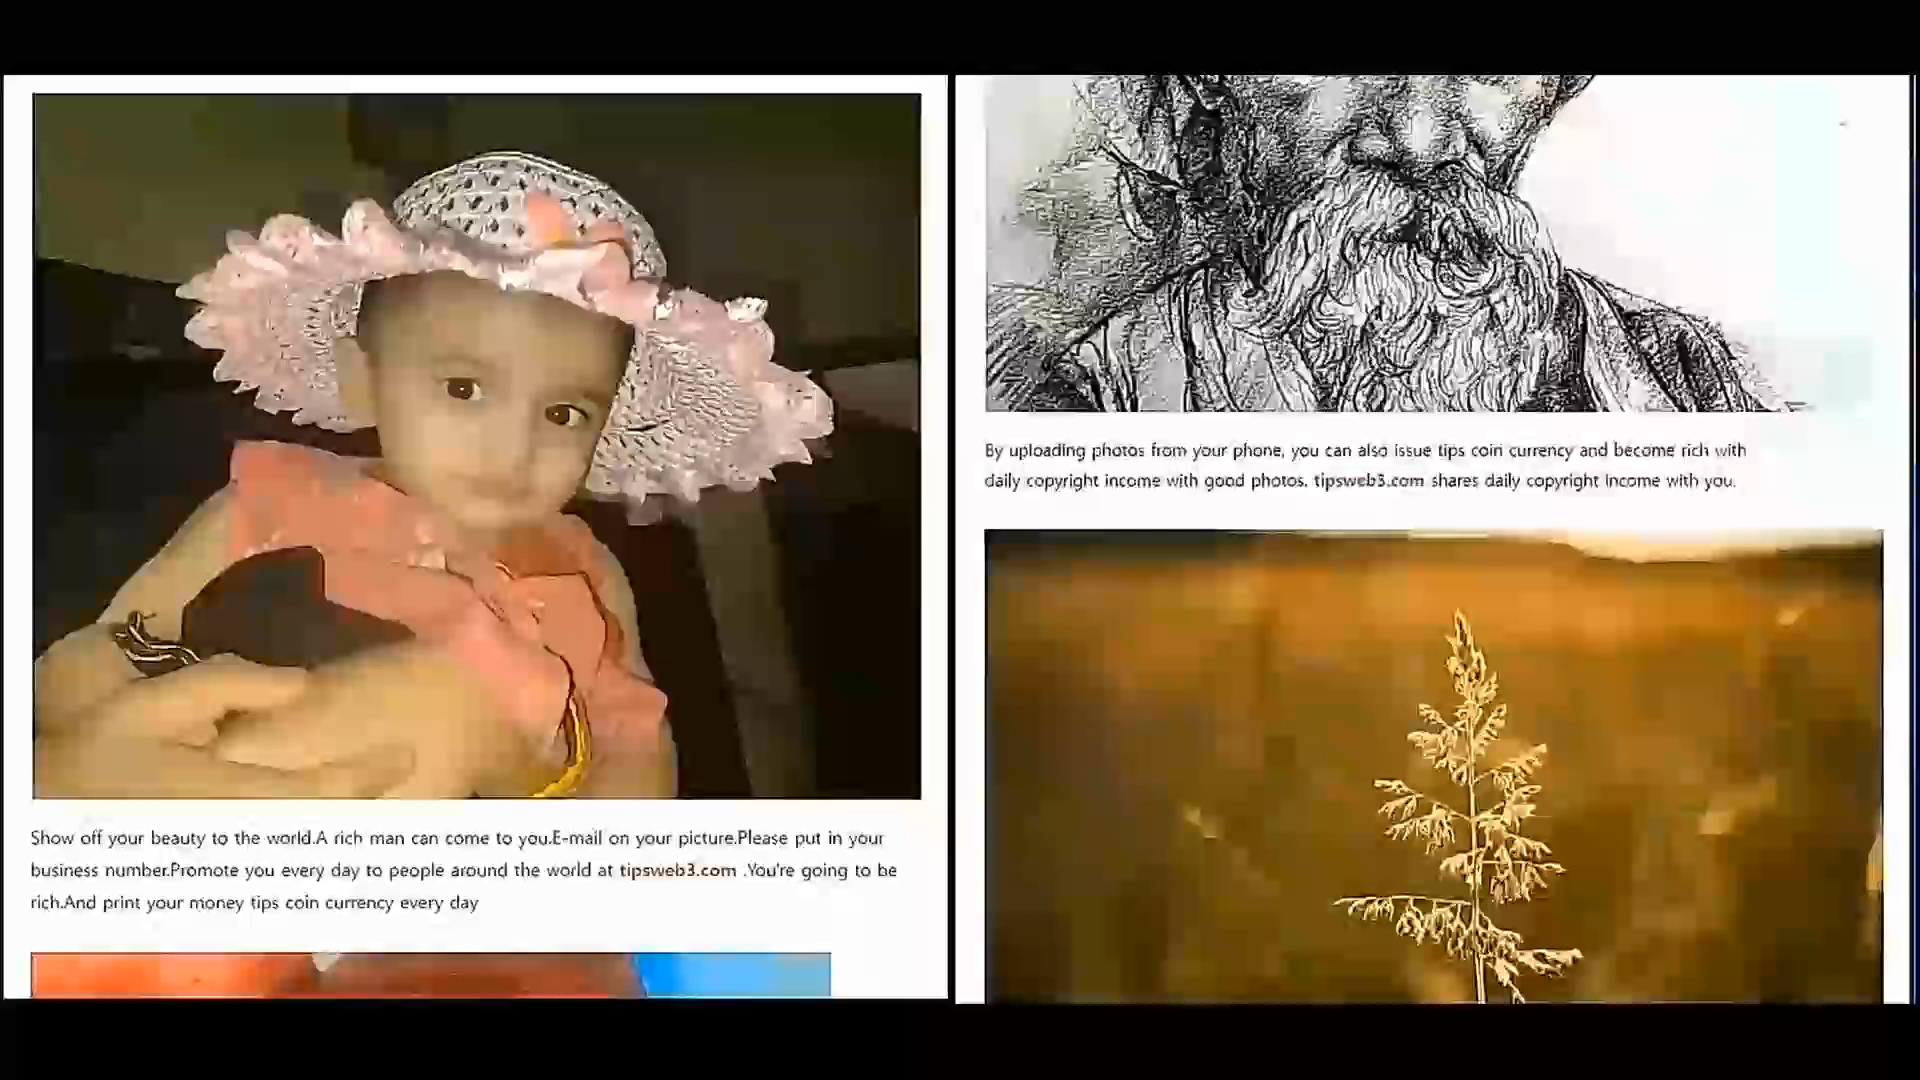 Show off your beauty to the world.A rich man can come to you.E-mail on your picture.Please put in your
business number.Promote you every day to people around the world at tipsweb3.com .You're going to be
rich.And print your money tips coin currency every day
By uploading photos from your phone, you can also issue tips coin currency and become rich with
daily copyright income with good photos. tipsweb3.com shares daily copyright income with you.